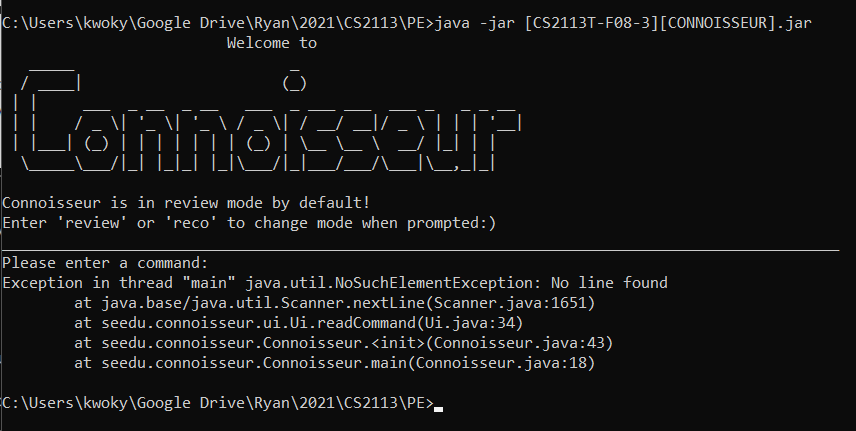 C:\Users\kwoky\Google Drive\Ryan\2021\CS2113\PE>java -jar [CS2113T-F08-3][CONNOISSEUR].jar
Welcome to
Connoisseur
Connoisseur is in review mode by default!
Enter 'review' or 'reco' to change mode when prompted:)
Please enter a command:
Exception in thread "main" java.util.NoSuchElementException: No line found
at java.base/java.util.Scanner.nextLine(Scanner.java:1651)
at seedu.connoisseur.ui.Ui.readCommand(Ui.java:34)
at seedu.connoisseur.Connoisseur.<init>(Connoisseur.java:43)
at seedu.connoisseur.Connoisseur.main(Connoisseur.java:18)
C:\Users\kwoky\Google Drive\Ryan\2021\CS2113\PE>